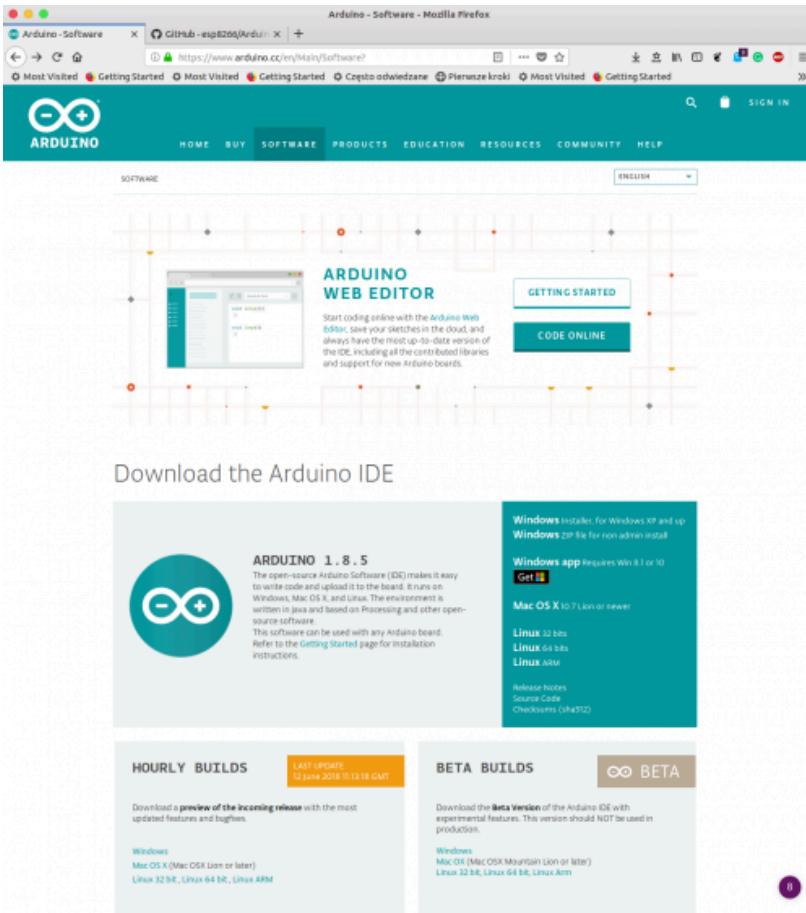 Arduino - Software - Mozilla Firefox
Arduino - Software
GitHub - esp8266/Arduin
https://www.arduino.cc/en/Main/Software?
Most Visited Getting Started Most Visited Getting Started Często odwiedzane Pierwsze kroki Most Visited Getting Started
SIGN IN
ARDUINO
HOME BUY SOFTWARE PRODUCTS EDUCATION RESOURCES COMMUNITY HELP
SOFTWARE
ENGLISH
ARDUINO
WEB EDITOR
Start coding online with the Arduino Web
Editor, save your sketches in the cloud, and
always have the most up-to-date version of
the IDE, including all the contributed libraries
and support for new Arduino boards.
GETTING STARTED
CODE ONLINE
Download the Arduino IDE
ARDUINO 1.8.5
The open-source Arduino Software (IDE) makes it easy
to write code and upload it to the board. It runs on
Windows, Mac OS X, and Linux. The environment is
written in Java and based on Processing and other open-
source software.
This software can be used with any Arduino board.
Refer to the Getting Started page for Installation
instructions.
Windows Installer, for Windows XP and up
Windows ZIP file for non admin install
Windows app Requires Win 8.1 or 10
Get
Mac OS X 10.7 Lion or newer
Linux 32 bits
Linux 64 bits
Linux ARM
Release Notes
Source Code
Checksums (sha512)
HOURLY BUILDS
LAST UPDATE
12 June 2018 11:13:18 GMT
Download a preview of the incoming release with the most
updated features and bugfixes.
Windows
Mac OS X (Mac OSX Lion or later)
Linux 32 bit, Linux 64 bit, Linux ARM
BETA BUILDS
BETA
Download the Beta Version of the Arduino IDE with
experimental features. This version should NOT be used in
production.
Windows
Mac OX (Mac OSX Mountain Lion or later)
Linux 32 bit, Linux 64 bit, Linux Arm
8